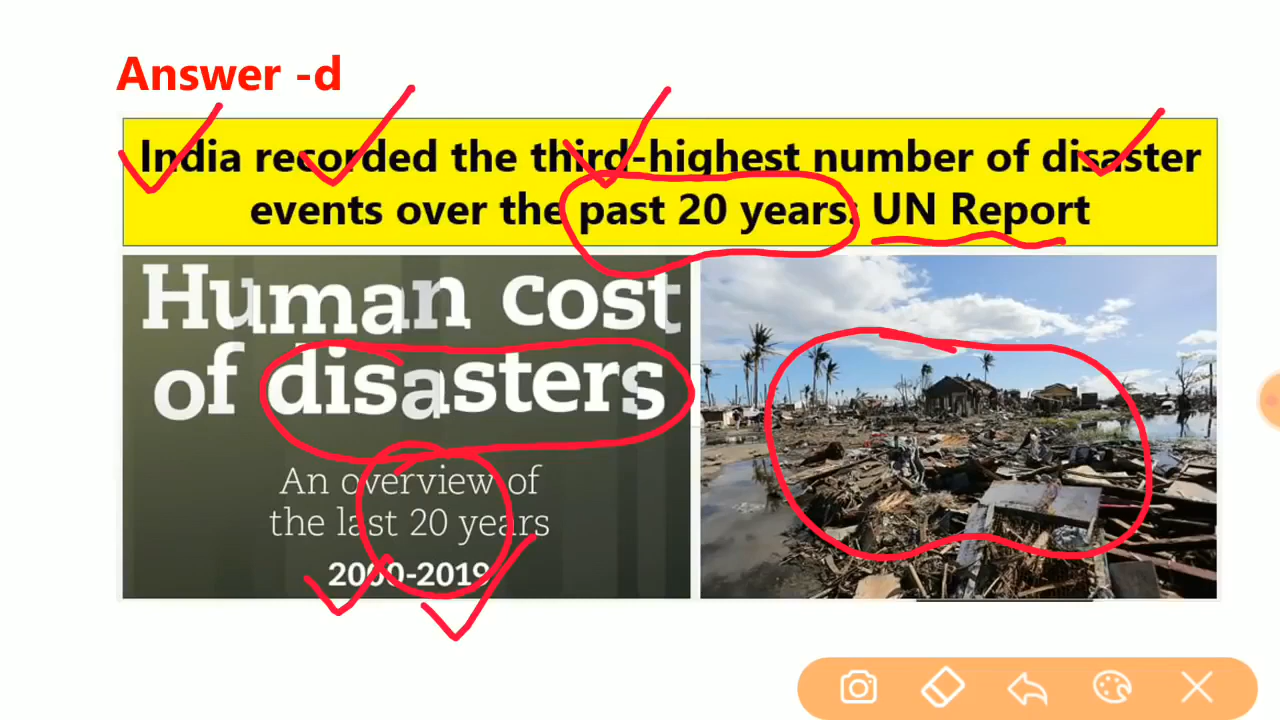 Answer -d
India recorded the third-highest number of disaster
events over the past 20 years: UN Report
Human cost
of disasters
An overview of
the last 20 years
2000-2019